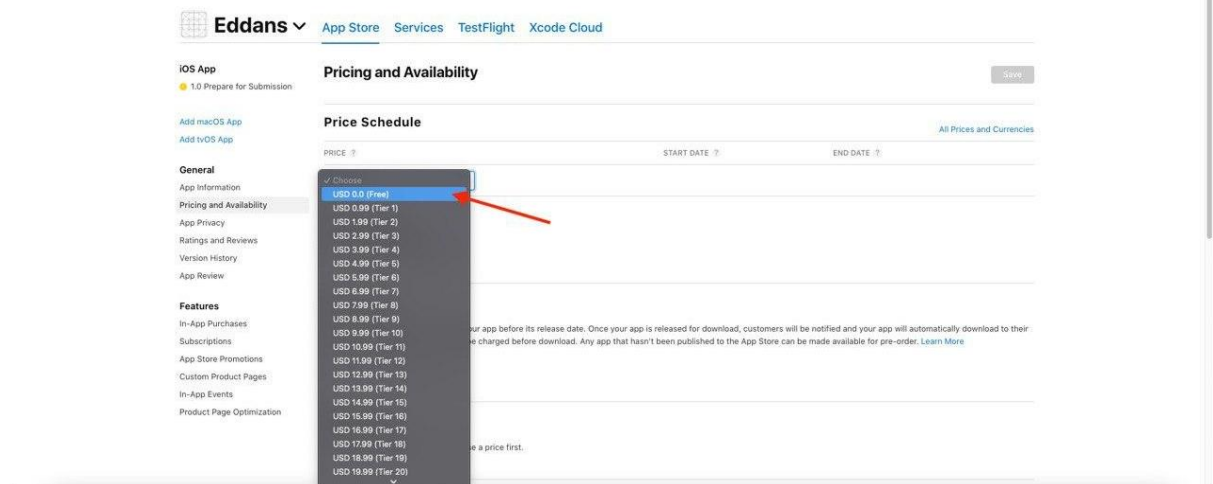 Eddans
App Store Services TestFlight Xcode Cloud
iOS App
1.0 Prepare for Submission
Add macOS App
Add tvOS App
General
App Information
Pricing and Availability
App Privacy
Ratings and Reviews
Version History
App Review
Features
In-App Purchases
Subscriptions
App Store Promotions
Custom Product Pages
In-App Events
Product Page Optimization
Pricing and Availability
Save
Price Schedule
All Prices and Currencies
PRICE ? START DATE ? END DATE ?
✓ Choose
USD 0.0 (Free)
USD 0.99 (Tier 1)
USD 1.99 (Tier 2)
USD 2.99 (Tier 3)
USD 3.99 (Tier 4)
USD 4.99 (Tier 5)
USD 5.99 (Tier 6)
USD 6.99 (Tier 7)
USD 7.99 (Tier 8)
USD 8.99 (Tier 9)
USD 9.99 (Tier 10)
USD 10.99 (Tier 11)
USD 11.99 (Tier 12)
USD 12.99 (Tier 13)
USD 13.99 (Tier 14)
USD 14.99 (Tier 15)
USD 15.99 (Tier 16)
USD 16.99 (Tier 17)
USD 17.99 (Tier 18)
USD 18.99 (Tier 19)
USD 19.99 (Tier 20)
app before its release date. Once your app is released for download, customers will be notified and your app will automatically download to their
charged before download. Any app that hasn't been published to the App Store can be made available for pre-order. Learn More
a price first.